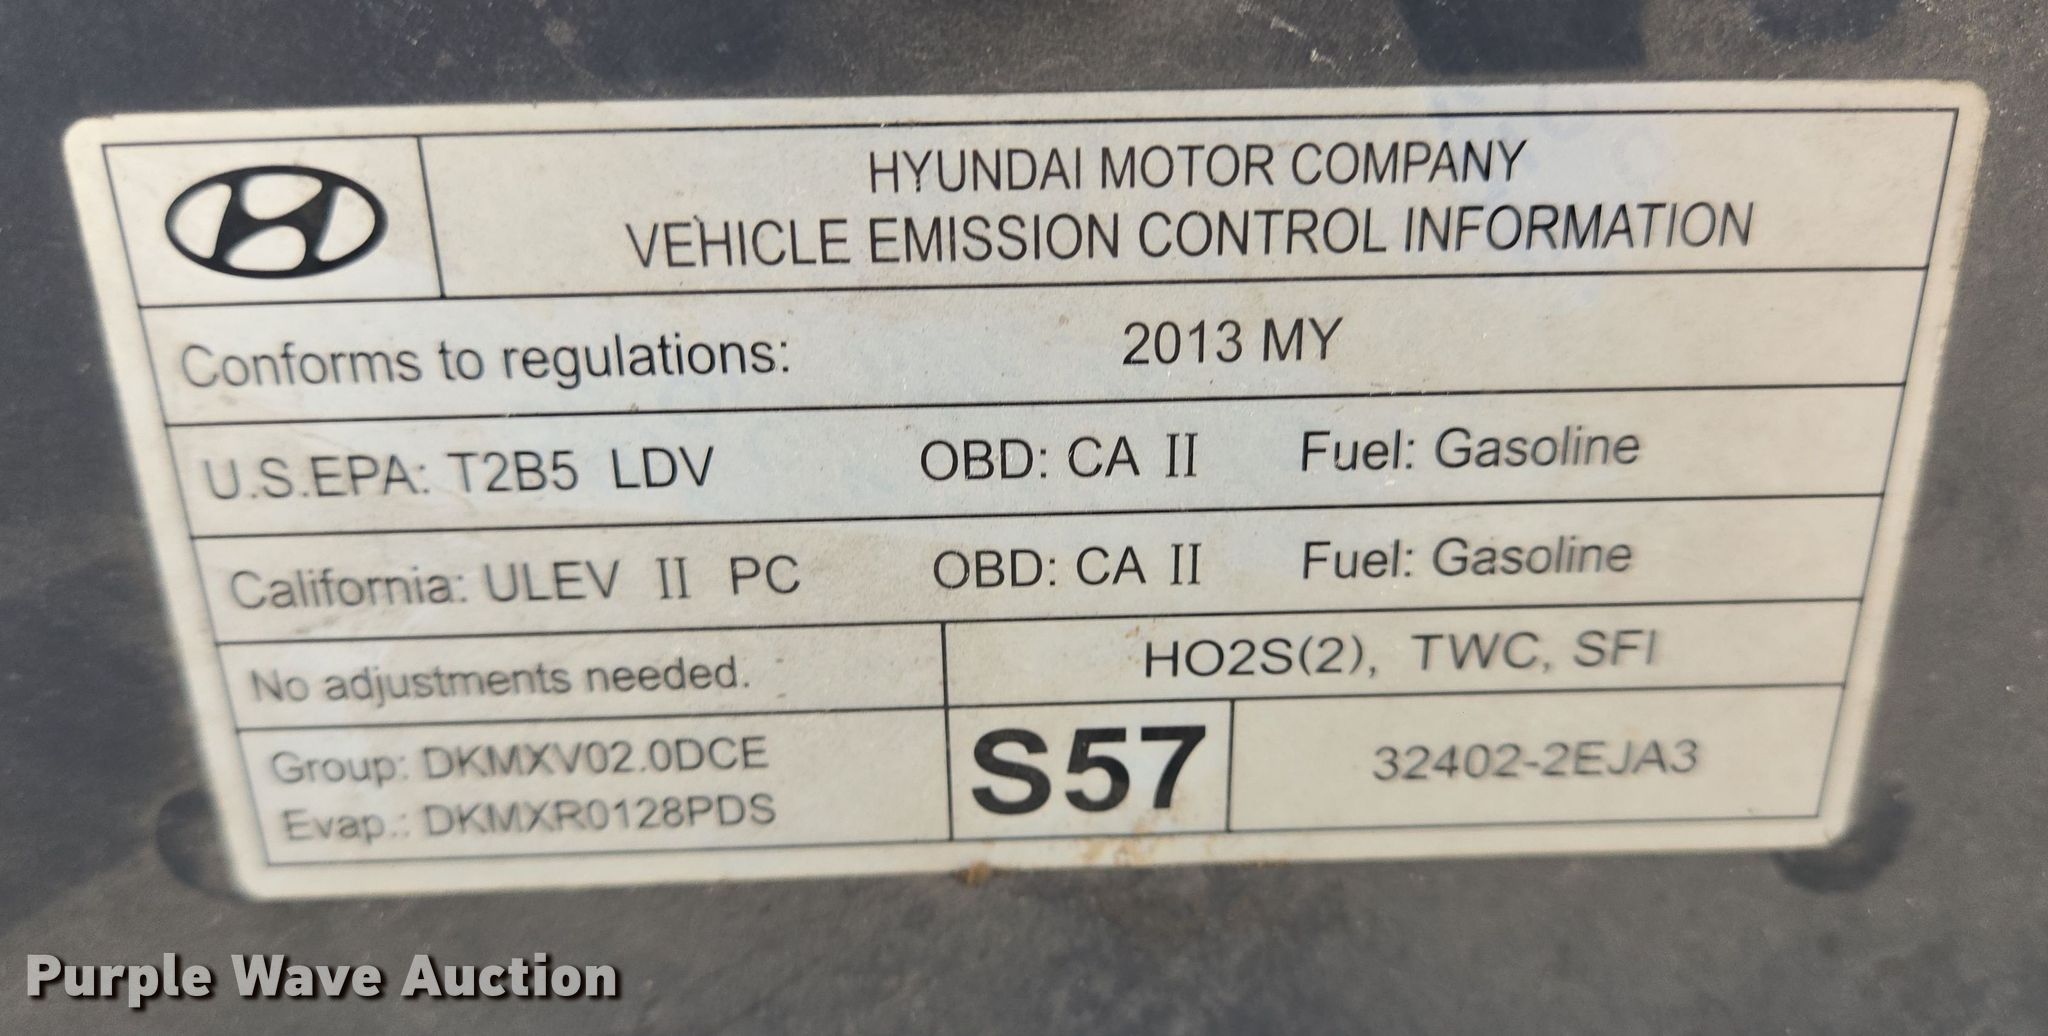 HYUNDAI MOTOR COMPANY
VEHICLE EMISSION CONTROL INFORMATION
Conforms to regulations: 2013 MY
U.S.EPA: T2B5 LDV OBD: CA II Fuel: Gasoline
California: ULEV II PC OBD: CA II Fuel: Gasoline
No adjustments needed. HO2S(2), TWC, SFI
Group: DKMXV02.0DCE
Evap.: DKMXR0128PDS
S57
32402-2EJA3
Purple Wave Auction